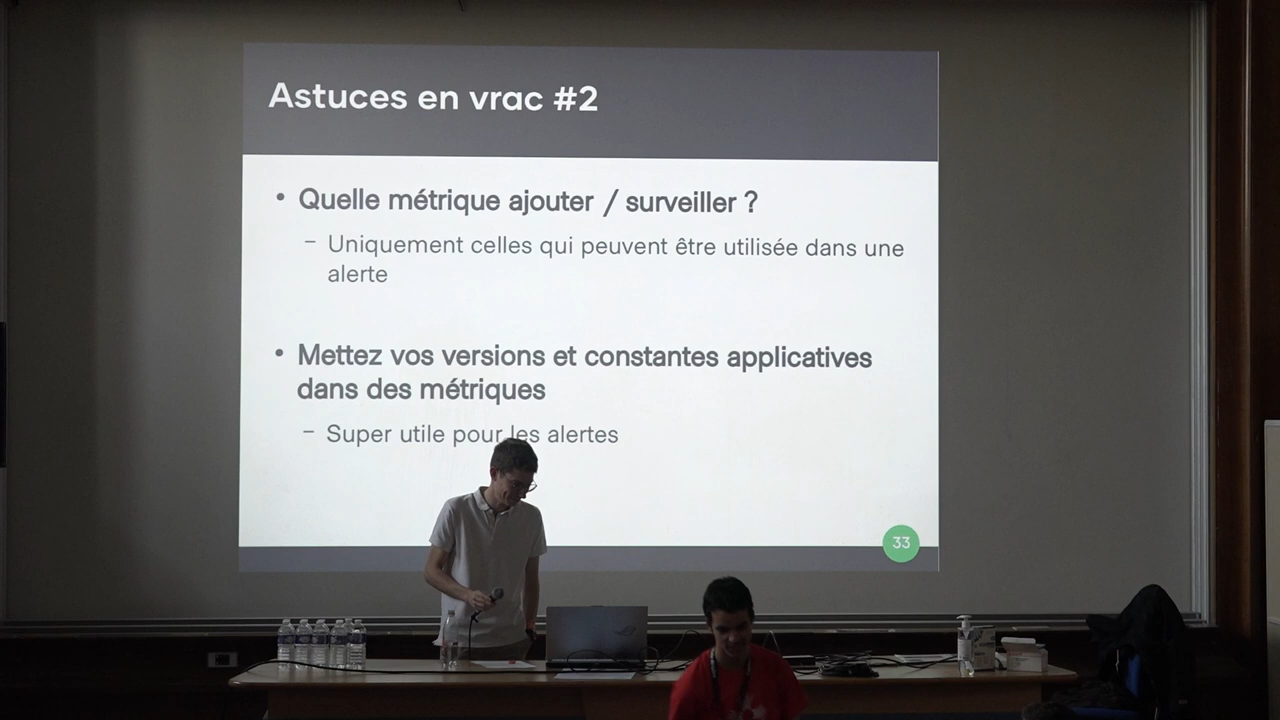 Astuces en vrac #2
• Quelle métrique ajouter / surveiller ?
– Uniquement celles qui peuvent être utilisée dans une
alerte
• Mettez vos versions et constantes applicatives
dans des métriques
– Super utile pour les alertes
33